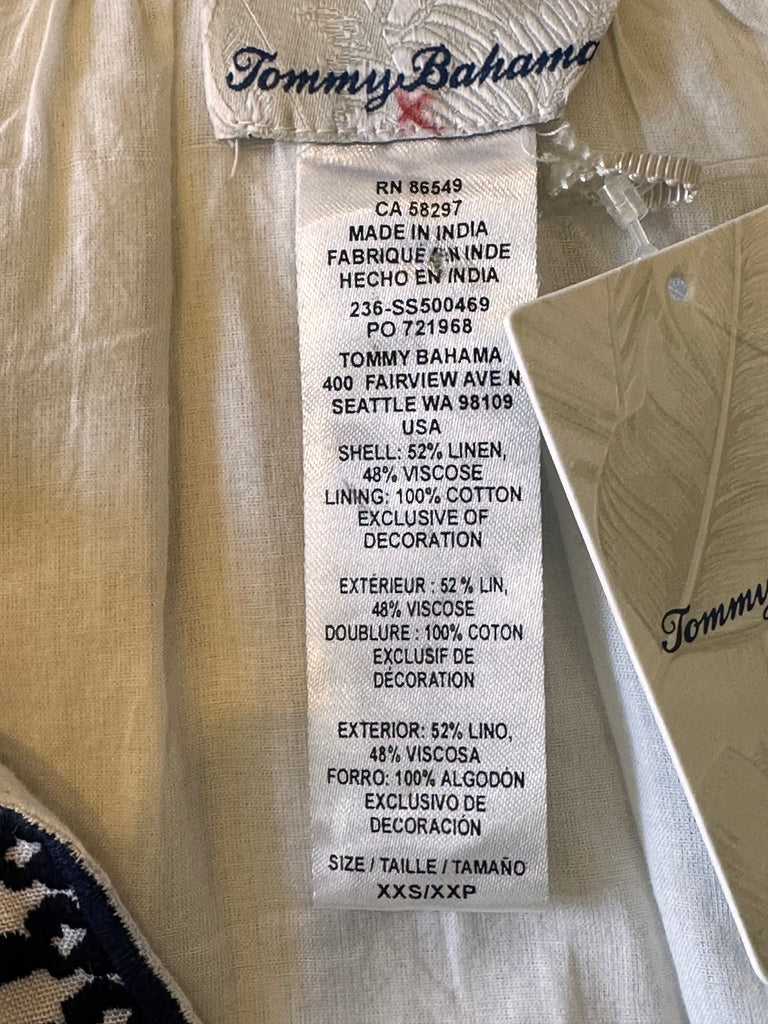 Tommy Bahama
RN 86549
CA 58297
MADE IN INDIA
FABRIQUE EN INDE
HECHO EN INDIA
236-SS500469
PO 721968
TOMMY BAHAMA
400 FAIRVIEW AVE N
SEATTLE WA 98109
USA
SHELL: 52% LINEN,
48% VISCOSE
LINING: 100% COTTON
EXCLUSIVE OF
DECORATION
EXTÉRIEUR : 52 % LIN,
48% VISCOSE
DOUBLURE : 100% COTON
EXCLUSIF DE
DÉCORATION
EXTERIOR: 52% LINO,
48% VISCOSA
FORRO: 100% ALGODÓN
EXCLUSIVO DE
DECORACIÓN
SIZE / TAILLE / TAMAÑO
XXS/XXP
Tommy